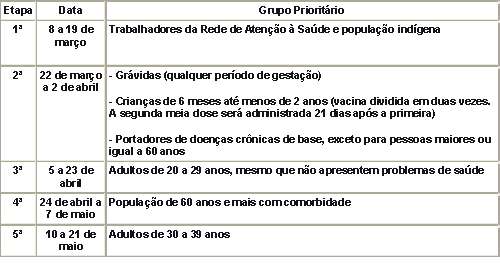 Etapa Data Grupo Prioritário
1ª 8 a 19 de março Trabalhadores da Rede de Atenção à Saúde e população indígena
2ª 22 de março a 2 de abril
- Grávidas (qualquer período de gestação)
- Crianças de 6 meses até menos de 2 anos (vacina dividida em duas vezes.
A segunda meia dose será administrada 21 dias após a primeira)
- Portadores de doenças crônicas de base, exceto para pessoas maiores ou
igual a 60 anos
3ª 5 a 23 de abril Adultos de 20 a 29 anos, mesmo que não apresentem problemas de saúde
4ª 24 de abril a 7 de maio População de 60 anos e mais com comorbidade
5ª 10 a 21 de maio Adultos de 30 a 39 anos